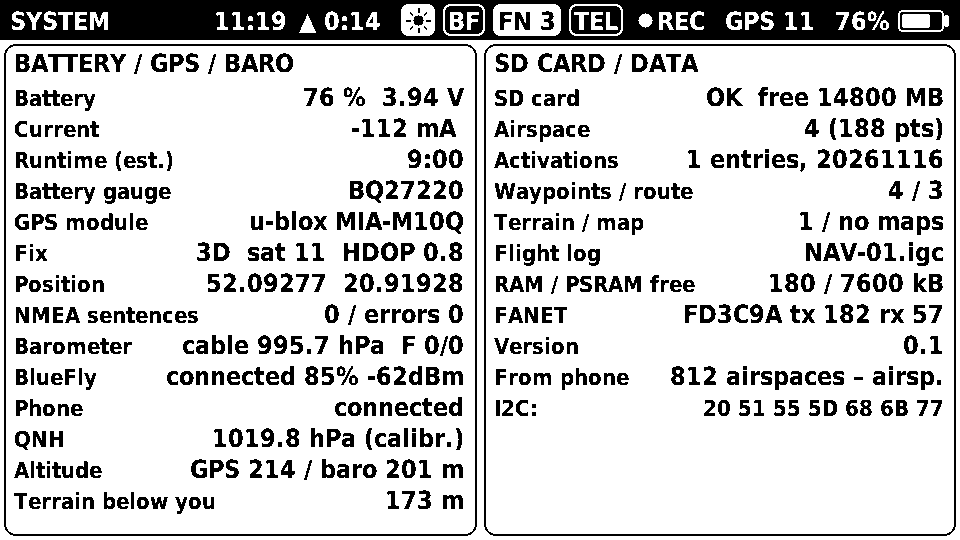 SYSTEM 11:19 ▲ 0:14 ☀ BF FN 3 TEL ●REC GPS 11 76%
BATTERY / GPS / BARO
Battery 76 % 3.94 V
Current -112 mA
Runtime (est.) 9:00
Battery gauge BQ27220
GPS module u-blox MIA-M10Q
Fix 3D sat 11 HDOP 0.8
Position 52.09277 20.91928
NMEA sentences 0 / errors 0
Barometer cable 995.7 hPa F 0/0
BlueFly connected 85% -62dBm
Phone connected
QNH 1019.8 hPa (calibr.)
Altitude GPS 214 / baro 201 m
Terrain below you 173 m
SD CARD / DATA
SD card OK free 14800 MB
Airspace 4 (188 pts)
Activations 1 entries, 20261116
Waypoints / route 4 / 3
Terrain / map 1 / no maps
Flight log NAV-01.igc
RAM / PSRAM free 180 / 7600 kB
FANET FD3C9A tx 182 rx 57
Version 0.1
From phone 812 airspaces – airsp.
I2C: 20 51 55 5D 68 6B 77